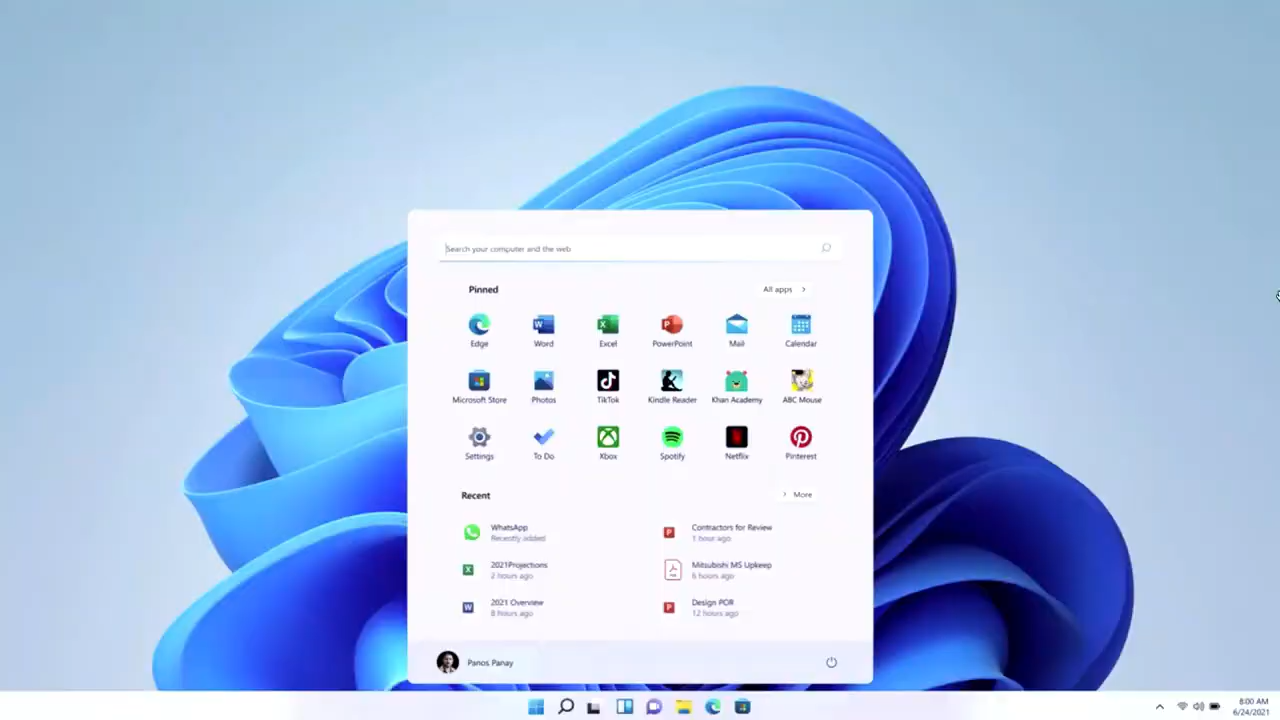 Search your computer and the web
Pinned
All apps
Edge
Word
Excel
PowerPoint
Mail
Calendar
Microsoft Store
Photos
TikTok
Kindle Reader
Khan Academy
ABC Mouse
Settings
To Do
Xbox
Spotify
Netflix
Pinterest
Recent
More
WhatsApp
Recently added
Contractors for Review
1 hour ago
2021Projections
2 hours ago
Mitsubishi MS Upkeep
6 hours ago
2021 Overview
8 hours ago
Design POR
12 hours ago
Panos Panay
8:00 AM
6/24/2021